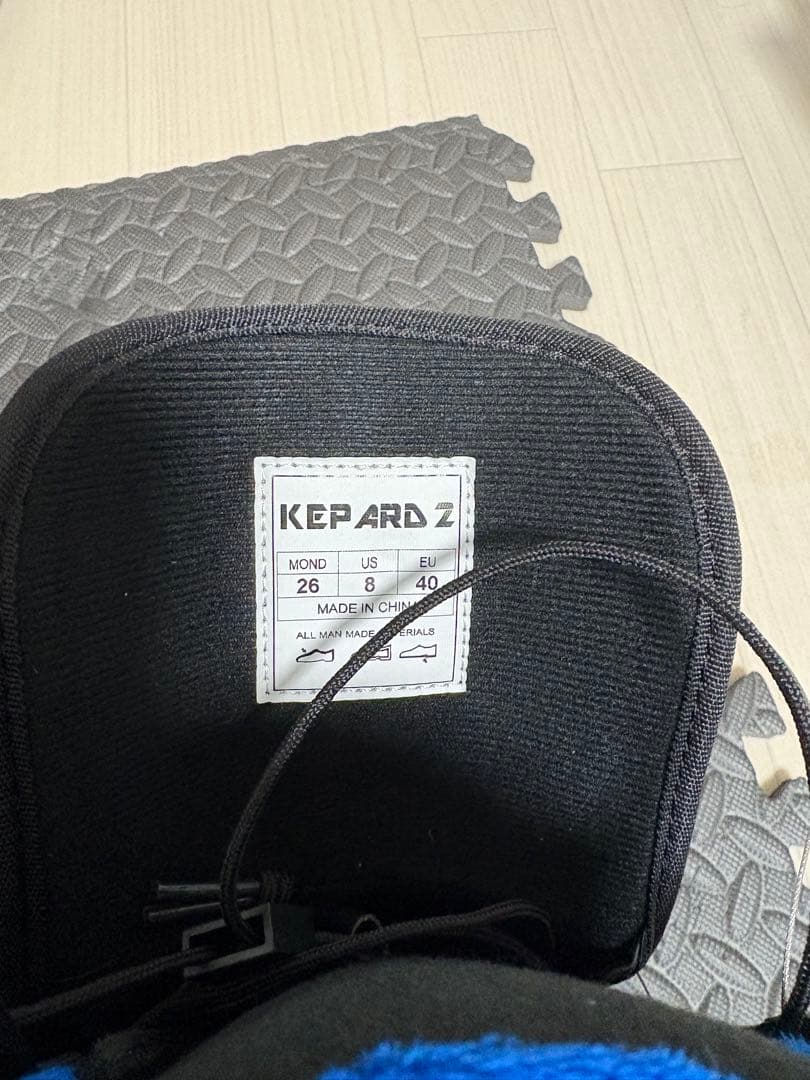 KEPARD 2
MOND US EU
26 8 40
MADE IN CHINA
ALL MAN MADE MATERIALS